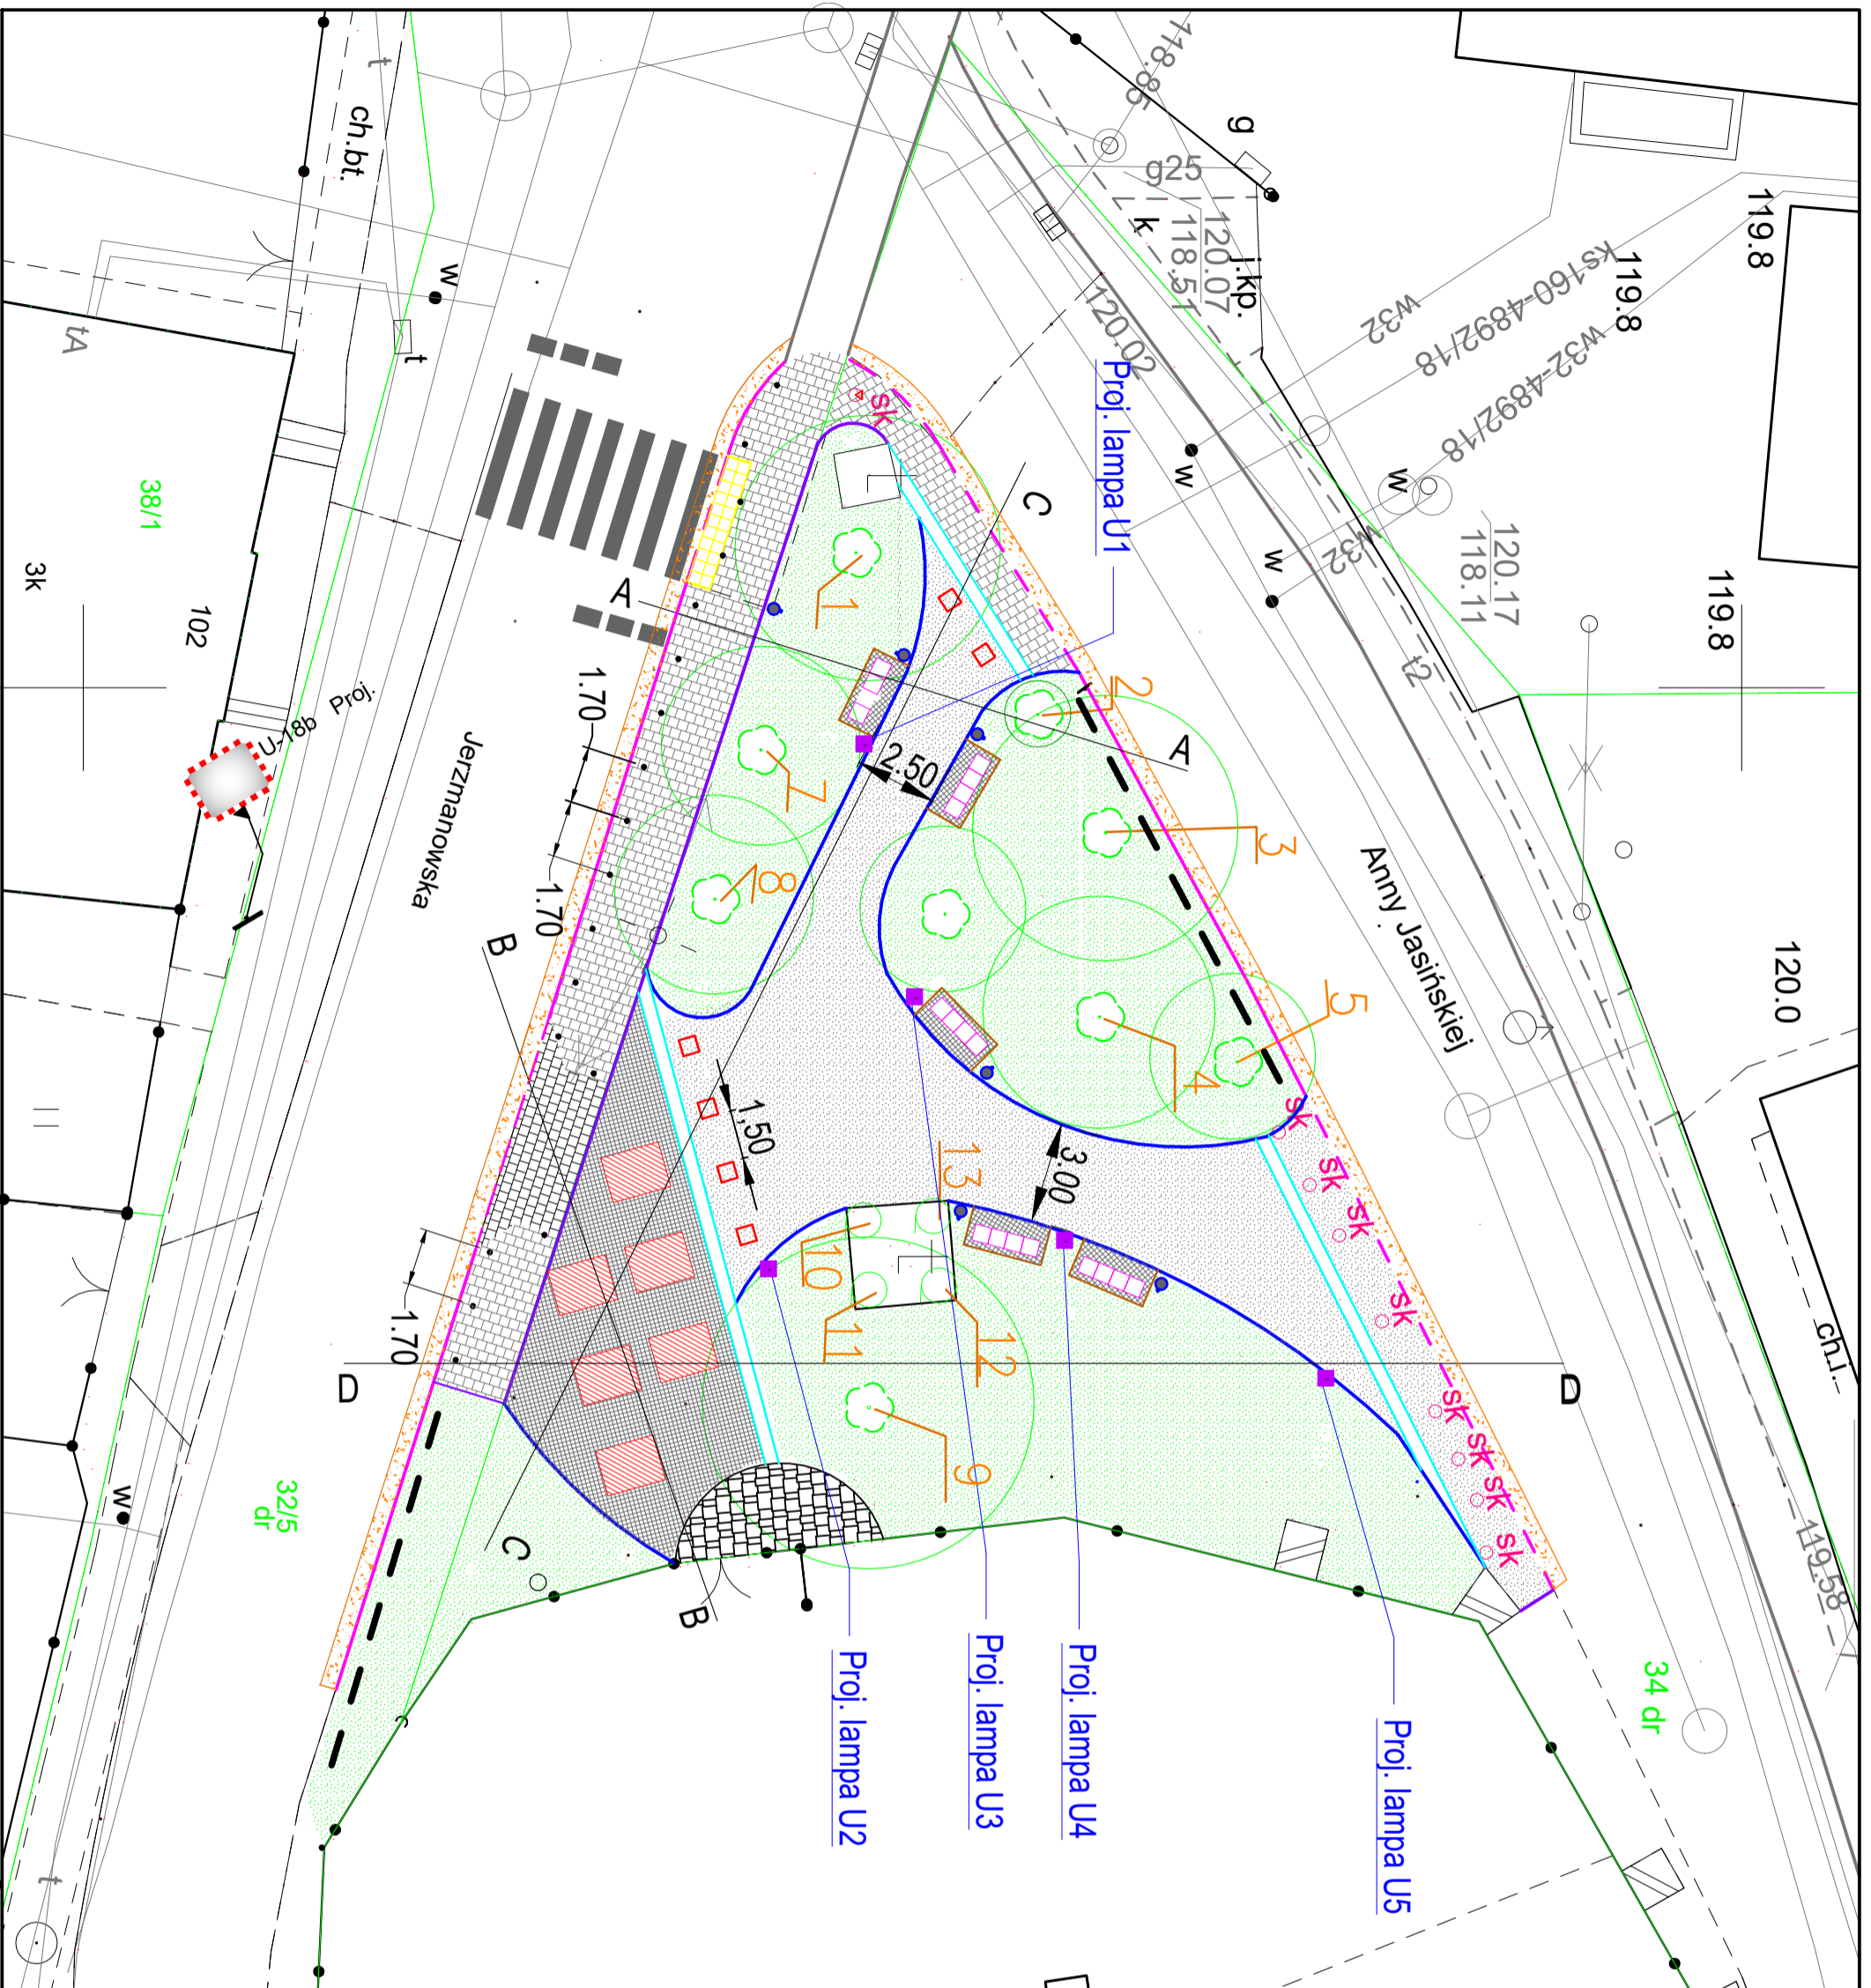 118.86
g
g25
k
120.07
118.51
j.kp.
119.8
119.8
ks160-4892/18
w32
w32-4892/18
120.02
t
ch.bt.
w
t
tA
Proj. lampa U1
sk
C
w
w
w
w32
120.17
118.11
119.8
t2
38/1
3k
102
A
1
2
A
1.70
Proj.
U-18b
2.50
7
3
Jerzmanowska
8
1.70
Anny Jasińskiej
120.0
B
5
4
1,50
3.00
13
sk
sk
sk
sk
sk
sk
sk
sk
10
11
12
1.70
D
D
9
ch.i.
w
32/5
dr
C
B
119.58
34 dr
Proj. lampa U2
Proj. lampa U3
Proj. lampa U4
Proj. lampa U5
t